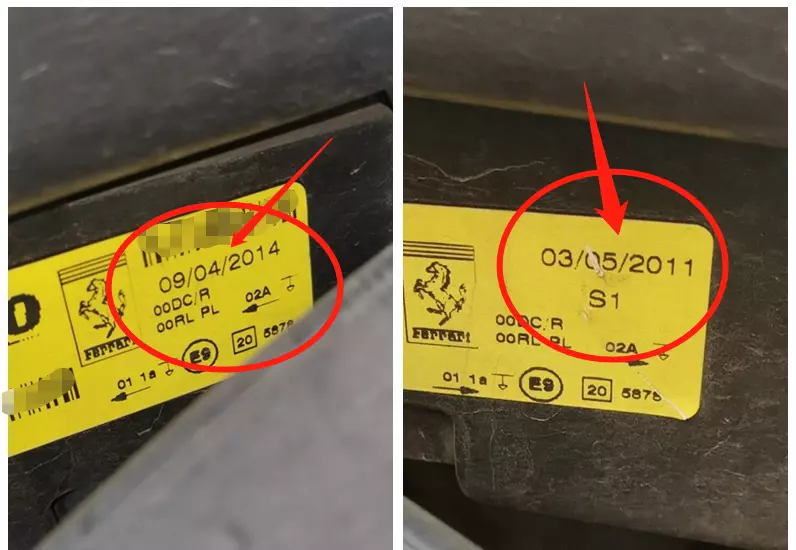 09/04/2014
00DC/R
00RL PL
02A
Ferrari
E9
20
5878
01 1a
03/05/2011
S1
00DC/R
00RL PL
02A
Ferrari
01 1a
E9
20
5878